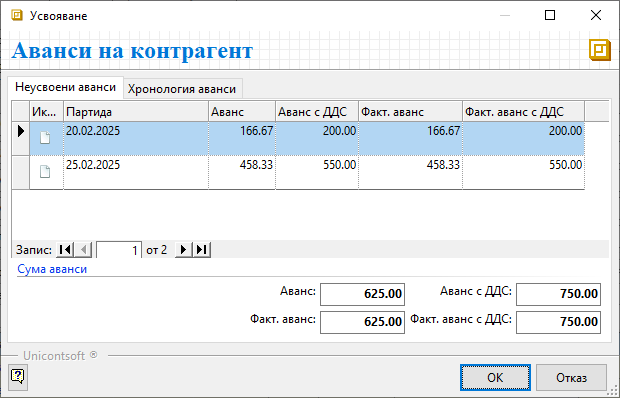 Усвояване
Аванси на контрагент
Неусвоени аванси Хронология аванси
Ик... Партида Аванс Аванс с ДДС Факт. аванс Факт. аванс с ДДС
20.02.2025 166.67 200.00 166.67 200.00
25.02.2025 458.33 550.00 458.33 550.00
Запис: 1 от 2
Сума аванси
Аванс: 625.00 Аванс с ДДС: 750.00
Факт. аванс: 625.00 Факт. аванс с ДДС: 750.00
Unicontsoft ®
? OK Отказ